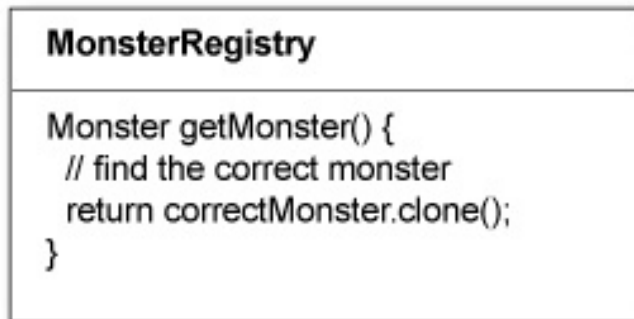 MonsterRegistry
Monster getMonster() {
// find the correct monster
return correctMonster.clone();
}